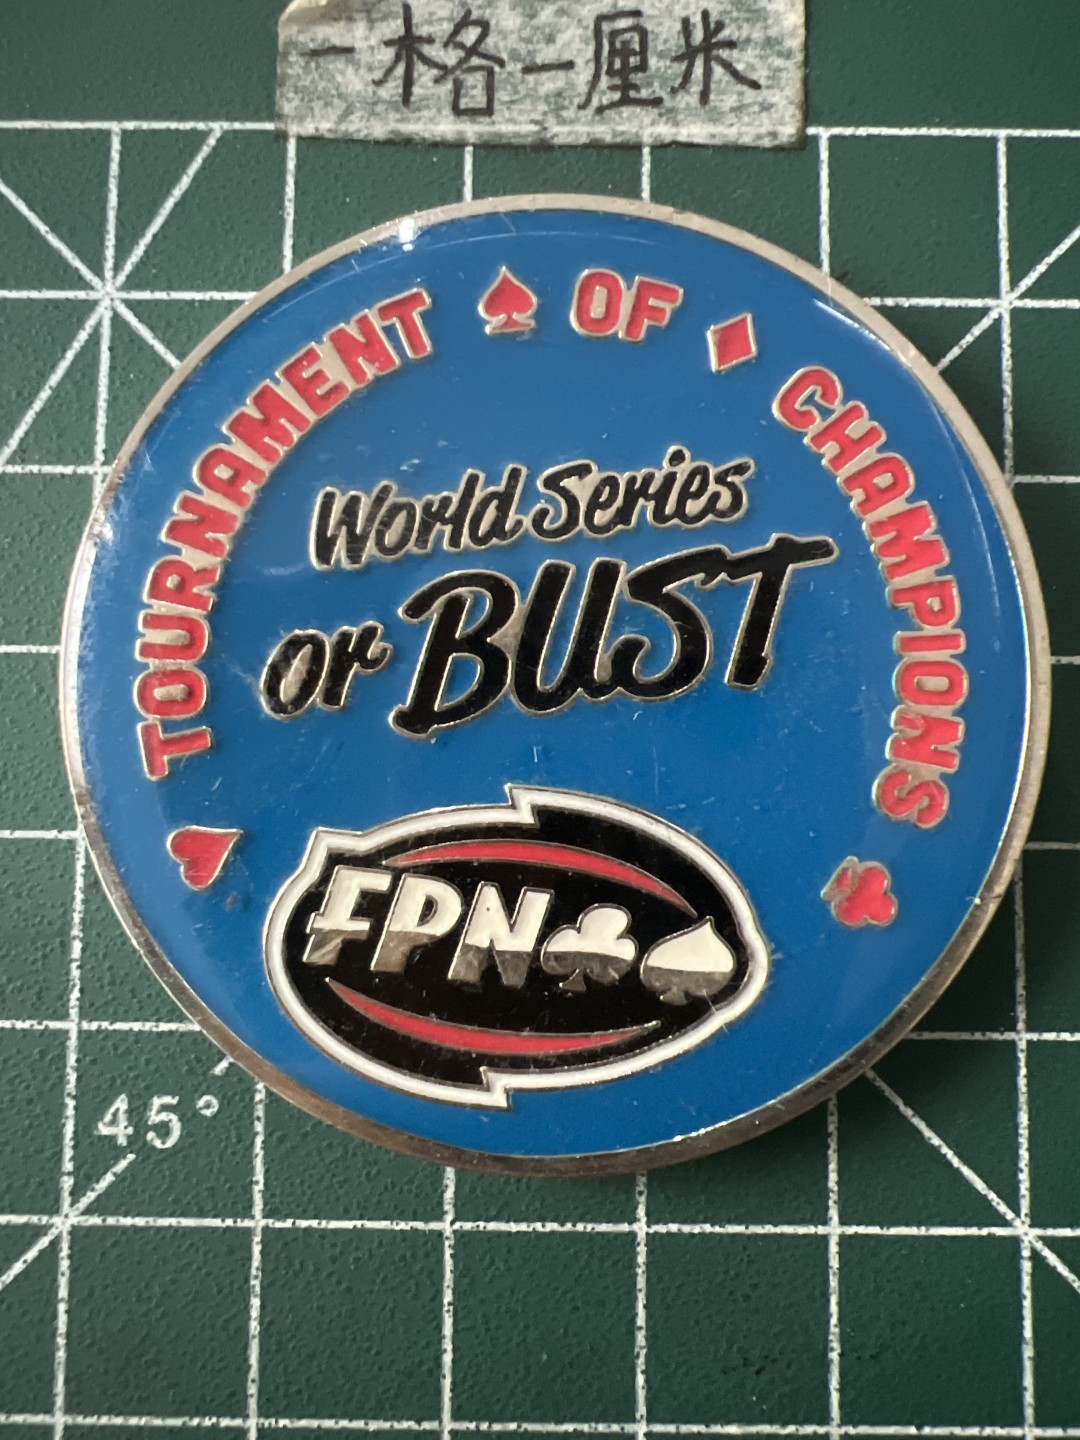 一格一厘米
TOURNAMENT OF CHAMPIONS
World Series
or BUST
FPN
45°